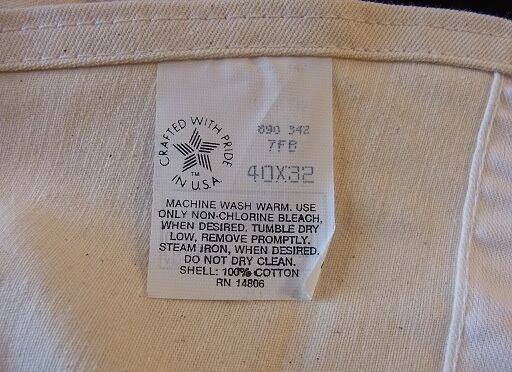 CRAFTED WITH PRIDE
TM
IN U.S.A.
890 342
7FB
40X32
MACHINE WASH WARM. USE
ONLY NON-CHLORINE BLEACH,
WHEN DESIRED. TUMBLE DRY
LOW, REMOVE PROMPTLY.
STEAM IRON, WHEN DESIRED.
DO NOT DRY CLEAN.
SHELL: 100% COTTON
RN 14806